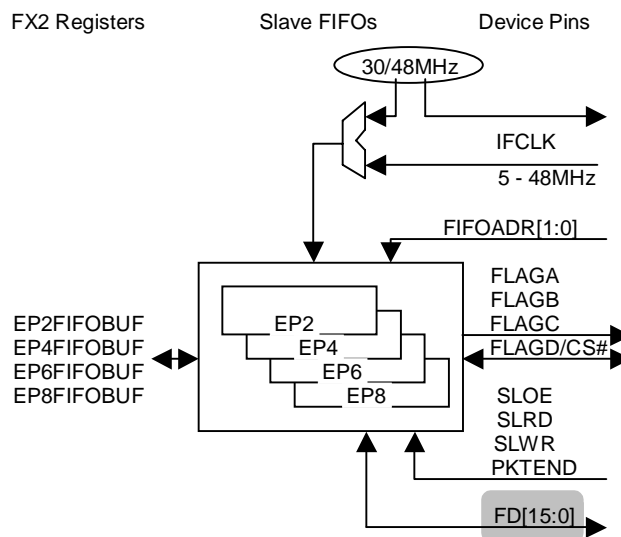 FX2 Registers Slave FIFOs Device Pins
30/48MHz
IFCLK
5 - 48MHz
FIFOADR[1:0]
FLAGA
FLAGB
FLAGC
FLAGD/CS#
EP2
EP4
EP6
EP8
EP2FIFOBUF
EP4FIFOBUF
EP6FIFOBUF
EP8FIFOBUF
SLOE
SLRD
SLWR
PKTEND
FD[15:0]